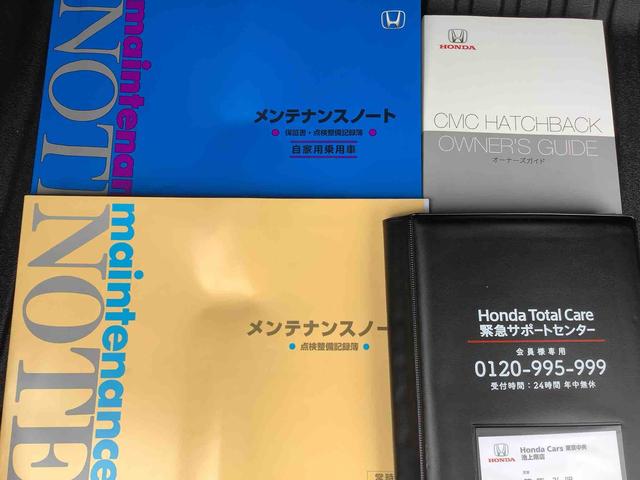 maintenance
NOTE
メンテナンスノート
保証書・点検整備記録簿
自家用乗用車
HONDA
CMC HATCHBACK
OWNER'S GUIDE
オーナーズガイド
maintenance
NOTE
メンテナンスノート
点検整備記録簿
Honda Total Care
緊急サポートセンター
会員様専用
0120-995-999
受付時間：24時間 年中無休
HONDA
Honda Cars 東京中央
池上南店